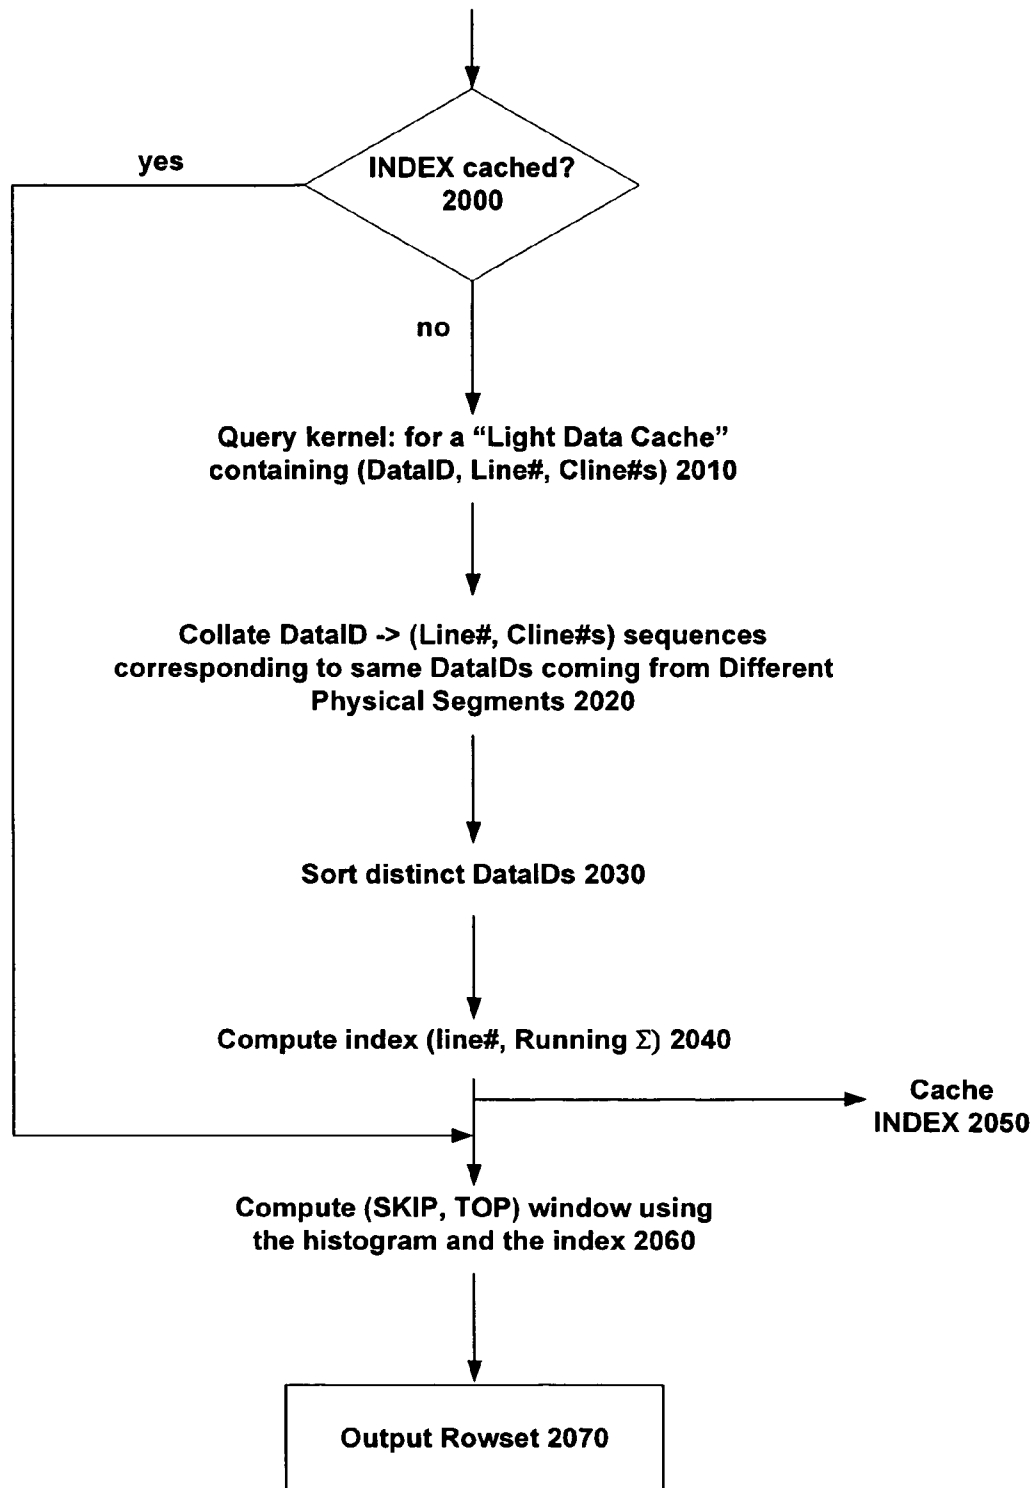 yes
INDEX cached?
2000
no
Query kernel: for a “Light Data Cache”
containing (DataID, Line#, Cline#s) 2010
Collate DataID -> (Line#, Cline#s) sequences
corresponding to same DataIDs coming from Different
Physical Segments 2020
Sort distinct DataIDs 2030
Compute index (line#, Running Σ) 2040
Cache
INDEX 2050
Compute (SKIP, TOP) window using
the histogram and the index 2060
Output Rowset 2070